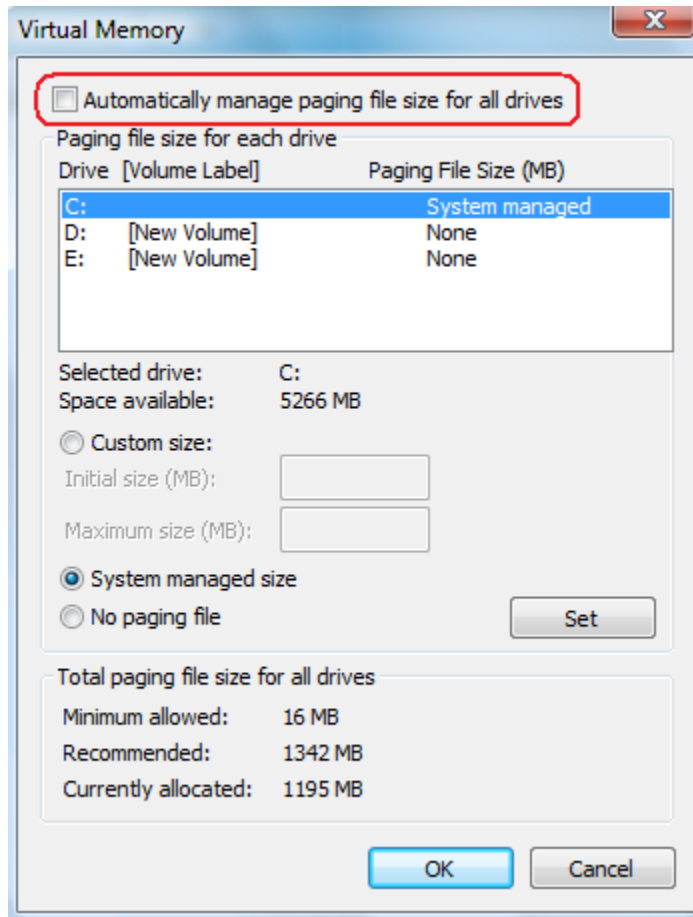 Virtual Memory
Automatically manage paging file size for all drives
Paging file size for each drive
Drive [Volume Label] Paging File Size (MB)
C: System managed
D: [New Volume] None
E: [New Volume] None
Selected drive: C:
Space available: 5266 MB
Custom size:
Initial size (MB):
Maximum size (MB):
System managed size
No paging file Set
Total paging file size for all drives
Minimum allowed: 16 MB
Recommended: 1342 MB
Currently allocated: 1195 MB
OK Cancel